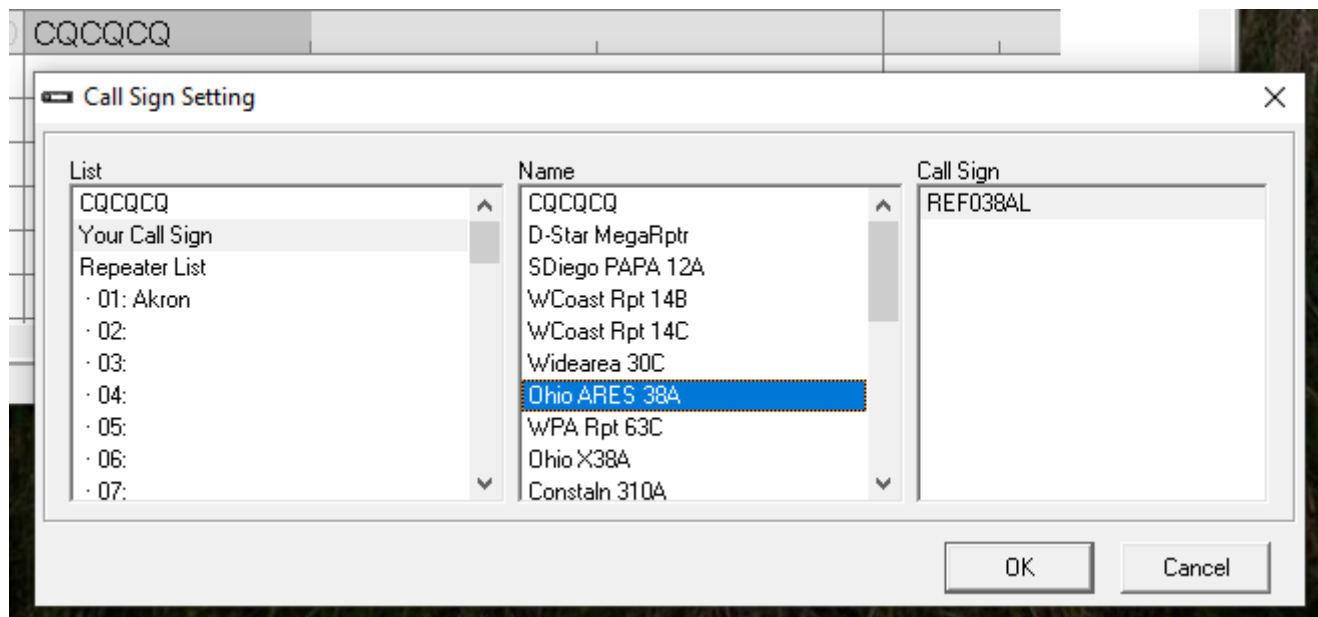 CQCQCQ
Call Sign Setting
List
CQCQCQ
Your Call Sign
Repeater List
· 01: Akron
· 02:
· 03:
· 04:
· 05:
· 06:
· 07:
Name
CQCQCQ
D-Star MegaRptr
SDiego PAPA 12A
WCoast Rpt 14B
WCoast Rpt 14C
Widearea 30C
Ohio ARES 38A
WPA Rpt 63C
Ohio X38A
Constaln 310A
Call Sign
REF038AL
OK
Cancel